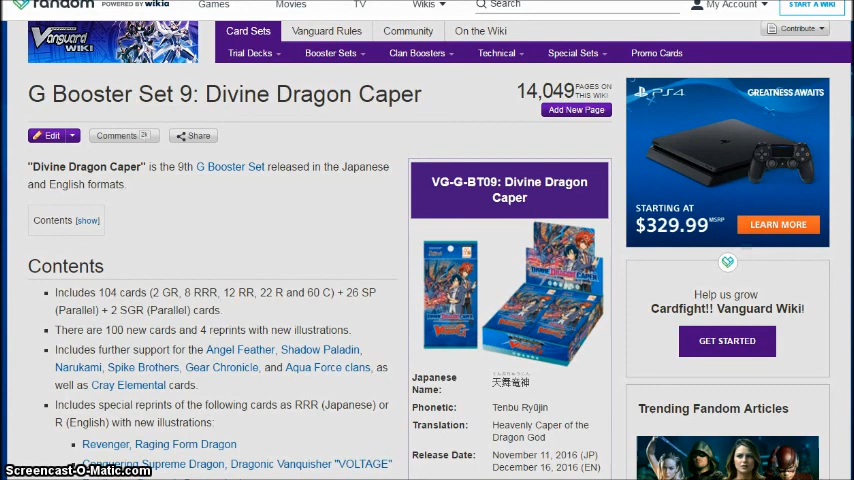 fandom POWERED BY wikia Games Movies TV Wikis Search My Account START A WIKI
Vanguard WIKI
Card Sets Vanguard Rules Community On the Wiki Contribute
Trial Decks Booster Sets Clan Boosters Technical Special Sets Promo Cards
G Booster Set 9: Divine Dragon Caper
14,049 PAGES ON THIS WIKI
Add New Page
Edit Comments 2k Share
"Divine Dragon Caper" is the 9th G Booster Set released in the Japanese
and English formats.
Contents [show]
Contents
Includes 104 cards (2 GR, 8 RRR, 12 RR, 22 R and 60 C) + 26 SP
(Parallel) + 2 SGR (Parallel) cards.
There are 100 new cards and 4 reprints with new illustrations.
Includes further support for the Angel Feather, Shadow Paladin,
Narukami, Spike Brothers, Gear Chronicle, and Aqua Force clans, as
well as Cray Elemental cards.
Includes special reprints of the following cards as RRR (Japanese) or
R (English) with new illustrations:
Revenger, Raging Form Dragon
Conquering Supreme Dragon, Dragonic Vanquisher "VOLTAGE"
VG-G-BT09: Divine Dragon
Caper
DIVINE DRAGON
CAPER
VANGUARD
Japanese
Name:
天舞竜神
Phonetic: Tenbu Ryūjin
Translation: Heavenly Caper of the
Dragon God
Release Date: November 11, 2016 (JP)
December 16, 2016 (EN)
PS4 GREATNESS AWAITS
STARTING AT
$329.99 MSRP
LEARN MORE
Help us grow
Cardfight!! Vanguard Wiki!
GET STARTED
Trending Fandom Articles
Screencast-O-Matic.com